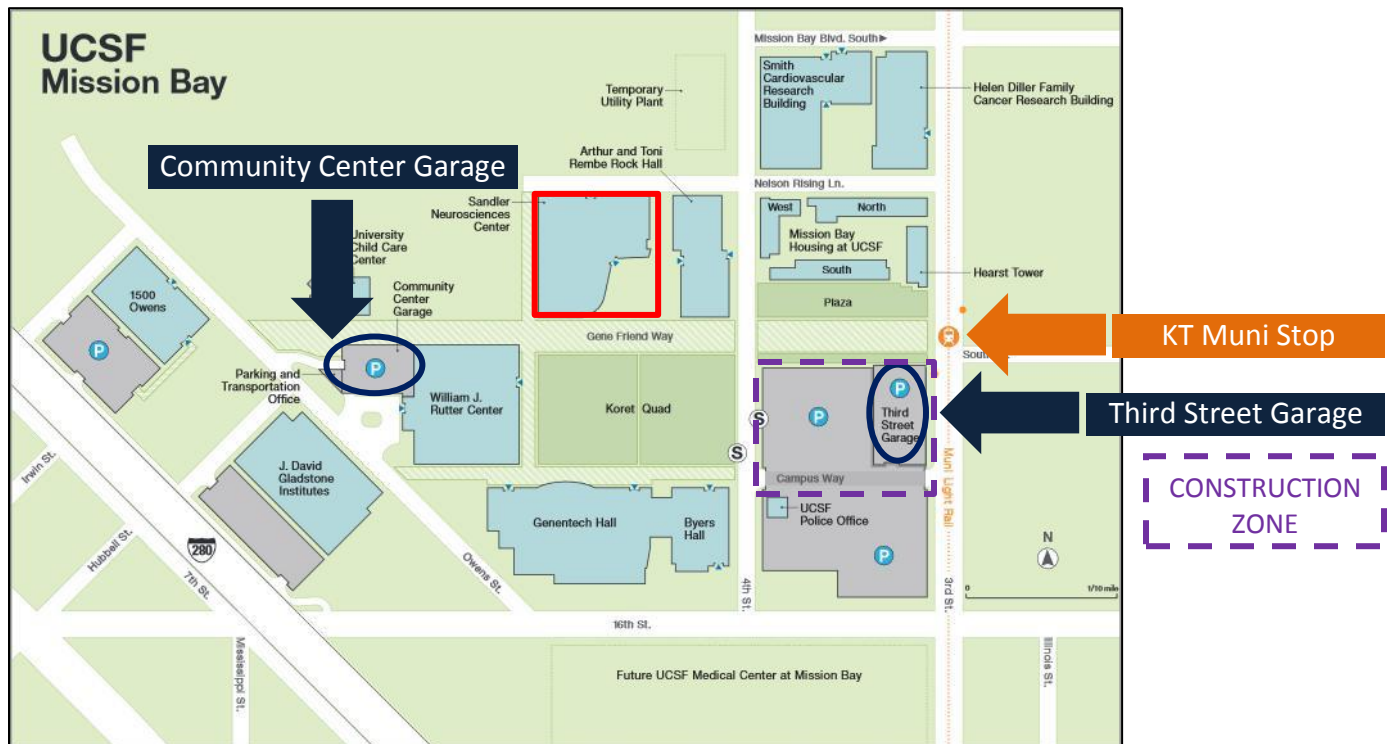 UCSF
Mission Bay
Mission Bay Blvd. South
Smith
Cardiovascular
Research
Building
Helen Diller Family
Cancer Research Building
Temporary
Utility Plant
Community Center Garage
Arthur and Toni
Rembe Rock Hall
Nelson Rising Ln.
Sandler
Neurosciences
Center
West
North
Mission Bay
Housing at UCSF
South
Hearst Tower
University
Child Care
Center
Community
Center
Garage
1500
Owens
Plaza
Gene Friend Way
KT Muni Stop
South
P
P
Parking and
Transportation
Office
William J.
Rutter Center
Koret Quad
P
P
Third
Street
Garage
Third Street Garage
S
S
J. David
Gladstone
Institutes
Campus Way
CONSTRUCTION
ZONE
Irwin St.
Genentech Hall
Byers
Hall
UCSF
Police Office
P
Muni Light Rail
N
280
Hubbell St.
7th St.
Owens St.
4th St.
3rd St.
0
1/10 mile
16th St.
Mississippi St.
Illinois St.
Future UCSF Medical Center at Mission Bay